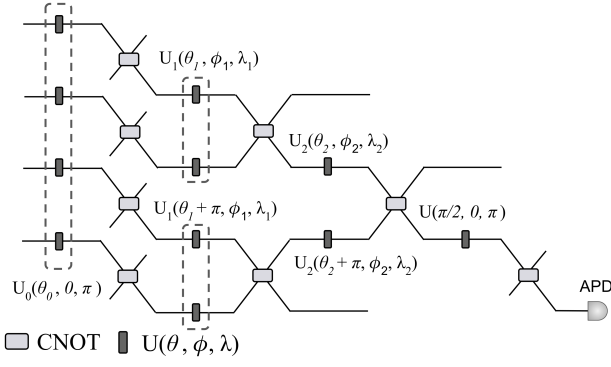 U₁(θ₁, ϕ₁, λ₁)
U₂(θ₂, ϕ₂, λ₂)
U₁(θ₁ + π, ϕ₁, λ₁)
U(π/2, 0, π)
U₂(θ₂ + π, ϕ₂, λ₂)
U₀(θ₀, 0, π)
APD
CNOT U(θ, ϕ, λ)